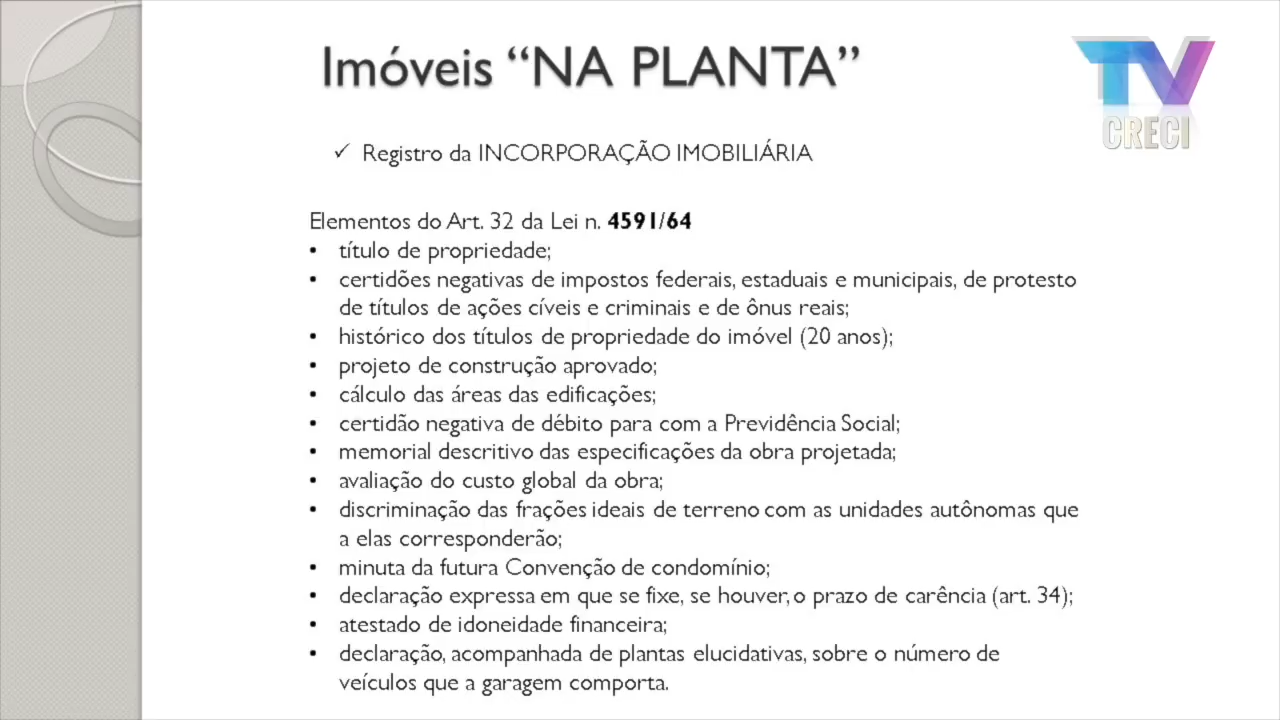 Imóveis “NA PLANTA”
TV
CRECI
✓ Registro da INCORPORAÇÃO IMOBILIÁRIA
Elementos do Art. 32 da Lei n. 4591/64
• título de propriedade;
• certidões negativas de impostos federais, estaduais e municipais, de protesto
de títulos de ações cíveis e criminais e de ônus reais;
• histórico dos títulos de propriedade do imóvel (20 anos);
• projeto de construção aprovado;
• cálculo das áreas das edificações;
• certidão negativa de débito para com a Previdência Social;
• memorial descritivo das especificações da obra projetada;
• avaliação do custo global da obra;
• discriminação das frações ideais de terreno com as unidades autônomas que
a elas corresponderão;
• minuta da futura Convenção de condomínio;
• declaração expressa em que se fixe, se houver, o prazo de carência (art. 34);
• atestado de idoneidade financeira;
• declaração, acompanhada de plantas elucidativas, sobre o número de
veículos que a garagem comporta.